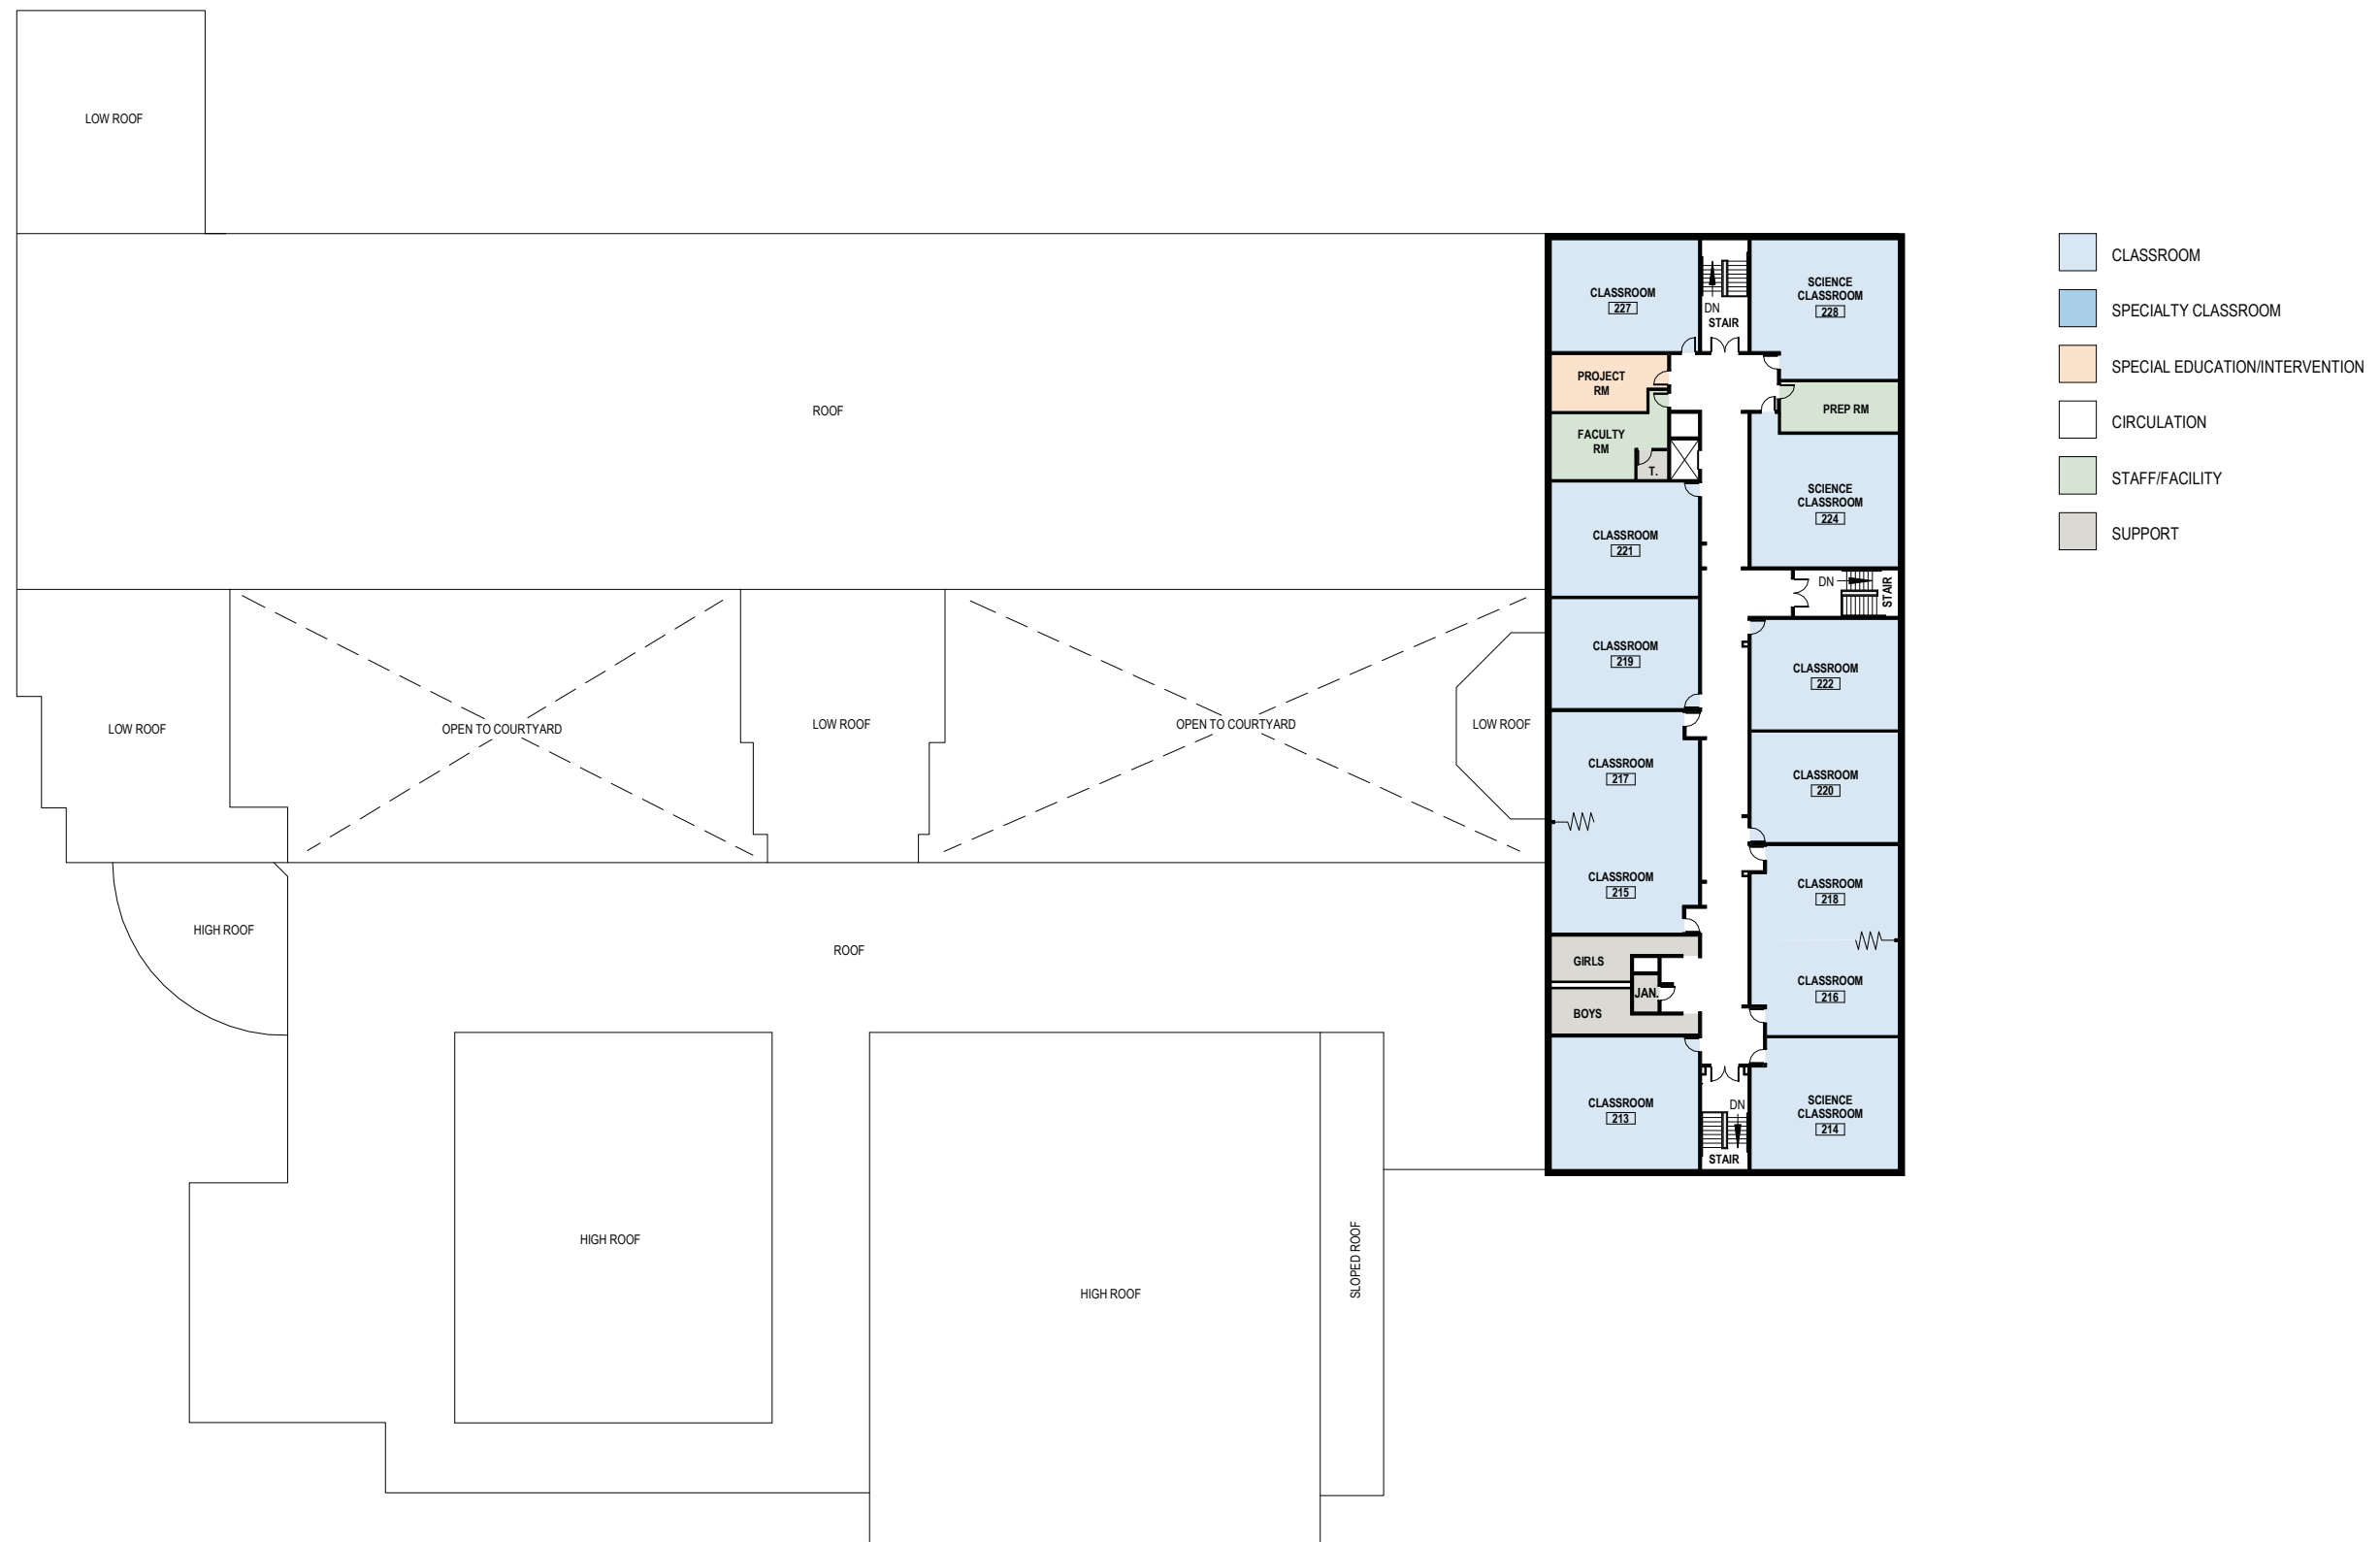 LOW ROOF
ROOF
LOW ROOF
OPEN TO COURTYARD
LOW ROOF
OPEN TO COURTYARD
LOW ROOF
HIGH ROOF
ROOF
HIGH ROOF
HIGH ROOF
SLOPED ROOF
CLASSROOM
227
DN
STAIR
SCIENCE
CLASSROOM
228
PROJECT
RM
PREP RM
FACULTY
RM
T.
SCIENCE
CLASSROOM
224
CLASSROOM
221
DN
STAIR
CLASSROOM
219
CLASSROOM
222
CLASSROOM
217
CLASSROOM
220
CLASSROOM
215
CLASSROOM
218
GIRLS
JAN.
BOYS
CLASSROOM
216
CLASSROOM
213
DN
STAIR
SCIENCE
CLASSROOM
214
CLASSROOM
SPECIALTY CLASSROOM
SPECIAL EDUCATION/INTERVENTION
CIRCULATION
STAFF/FACILITY
SUPPORT